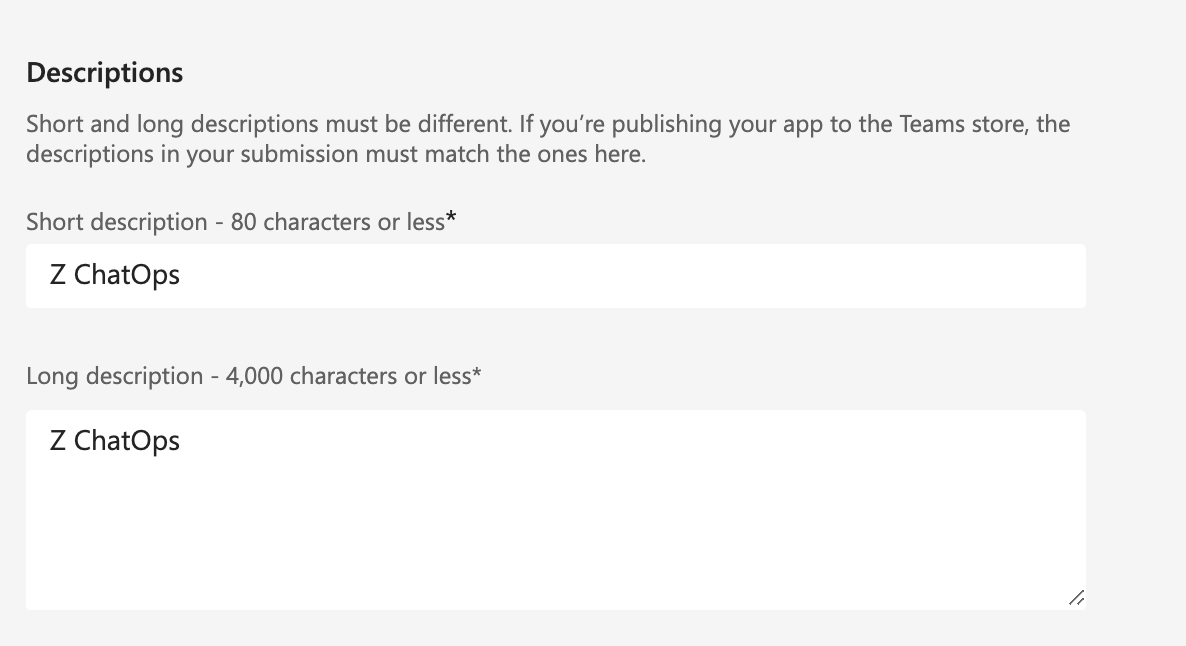 Descriptions
Short and long descriptions must be different. If you’re publishing your app to the Teams store, the
descriptions in your submission must match the ones here.
Short description - 80 characters or less*
Z ChatOps
Long description - 4,000 characters or less*
Z ChatOps